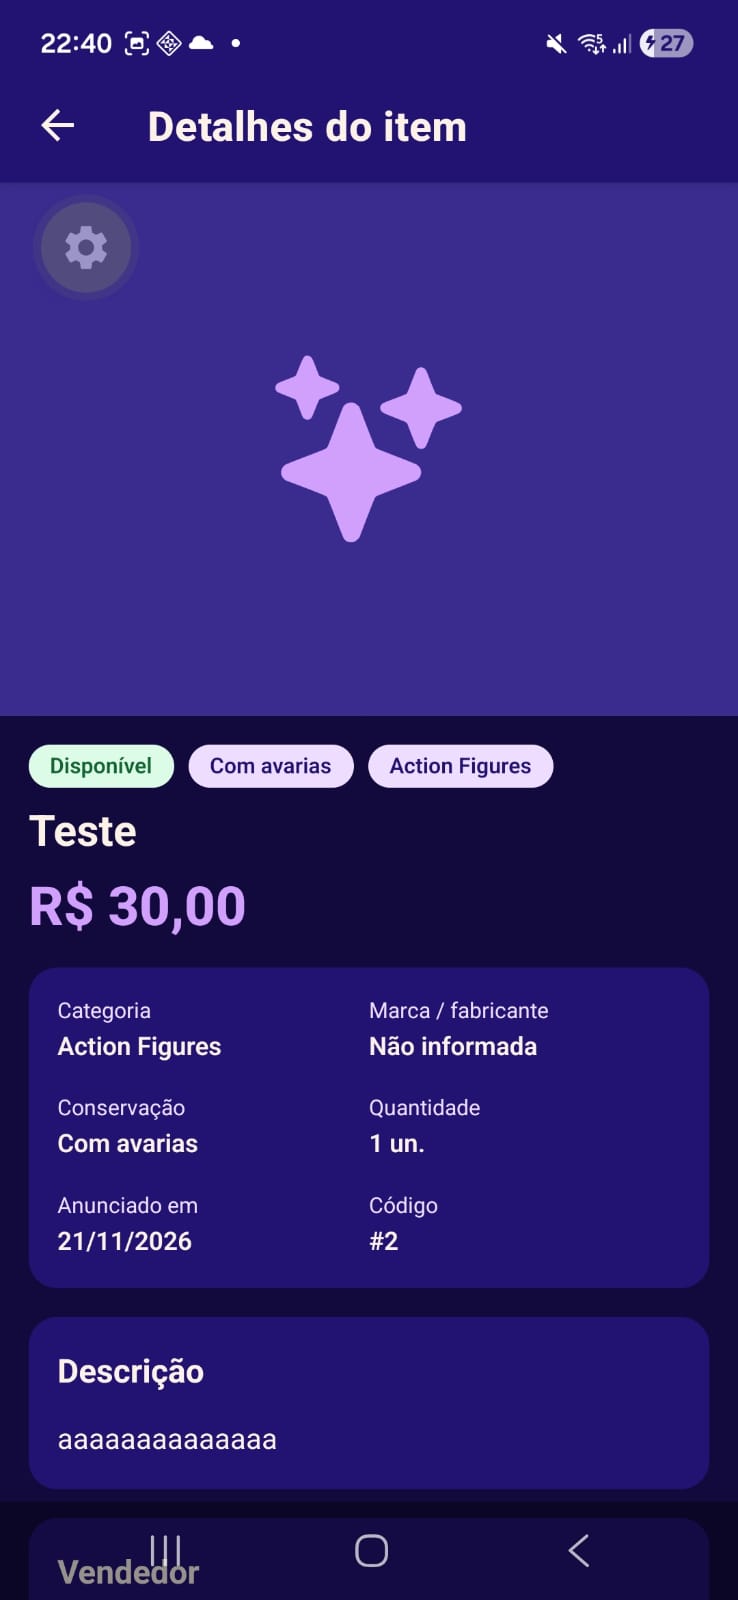 22:40
5
27
Detalhes do item
Disponível
Com avarias
Action Figures
Teste
R$ 30,00
Categoria
Marca / fabricante
Action Figures
Não informada
Conservação
Quantidade
Com avarias
1 un.
Anunciado em
Código
21/11/2026
#2
Descrição
aaaaaaaaaaaaaa
Vendedor